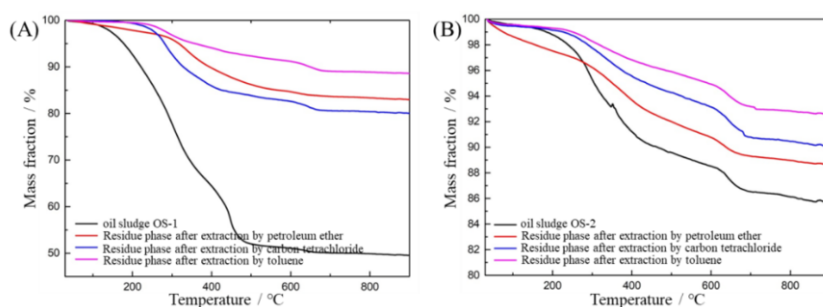 (A)
100
90
80
70
60
50
Mass fraction / %
oil sludge OS-1
Residue phase after extraction by petroleum ether
Residue phase after extraction by carbon tetrachloride
Residue phase after extraction by toluene
0
200
400
600
800
Temperature / °C
(B)
100
98
96
94
92
90
88
86
84
82
80
Mass fraction / %
oil sludge OS-2
Residue phase after extraction by petroleum ether
Residue phase after extraction by carbon tetrachloride
Residue phase after extraction by toluene
200
400
600
800
Temperature / °C